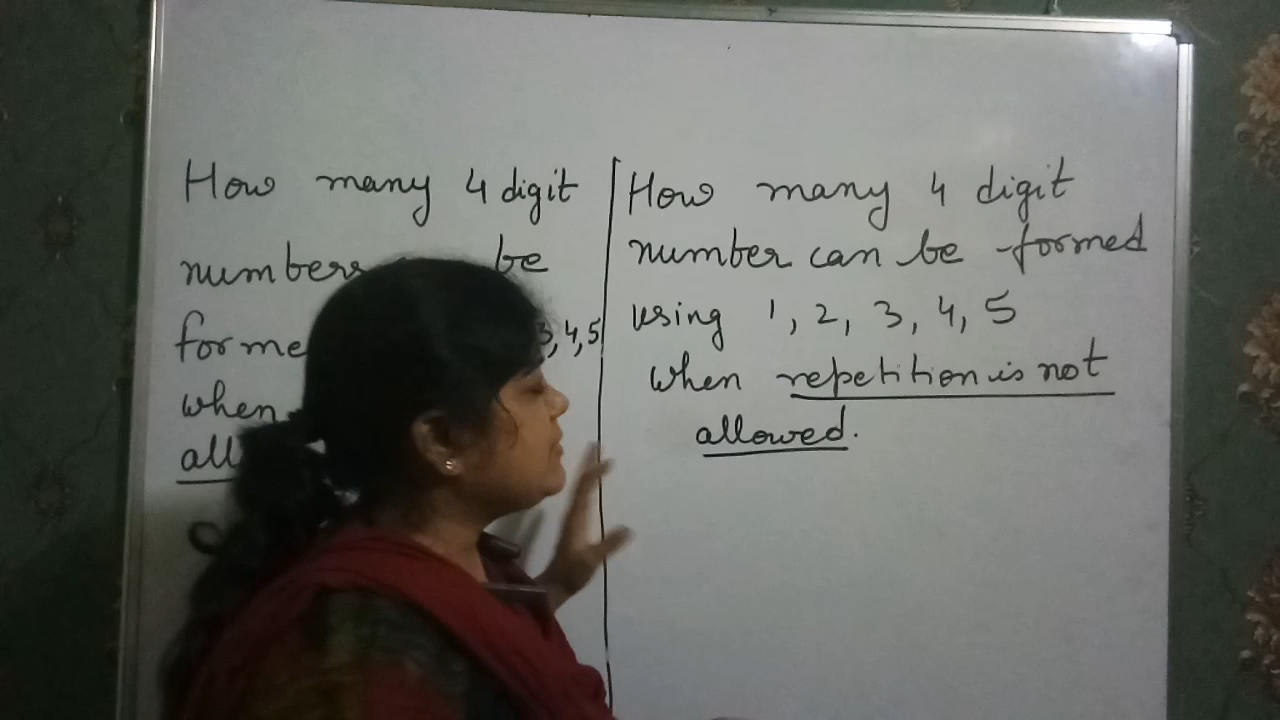 How many 4 digit
numbers be
forme 3,4,5
when
all
How many 4 digit
number can be formed
using 1, 2, 3, 4, 5
when repetition is not
allowed.